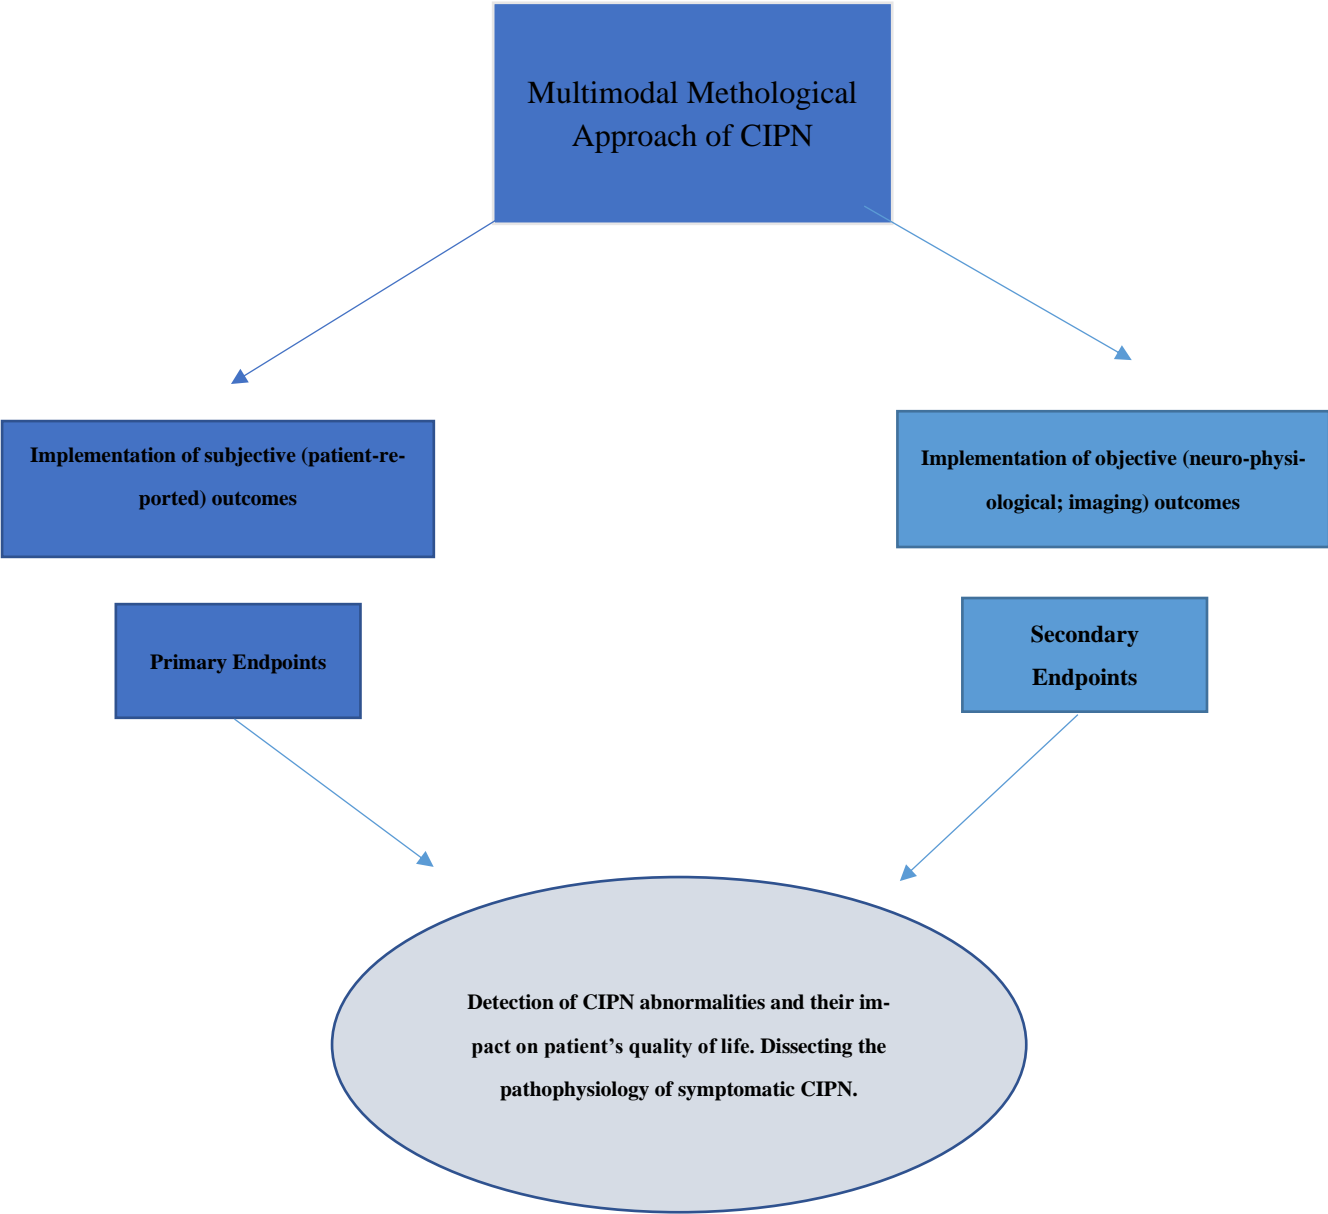 Multimodal Methological
Approach of CIPN
Implementation of subjective (patient-re-
ported) outcomes
Implementation of objective (neuro-physi-
ological; imaging) outcomes
Primary Endpoints
Secondary
Endpoints
Detection of CIPN abnormalities and their im-
pact on patient’s quality of life. Dissecting the
pathophysiology of symptomatic CIPN.